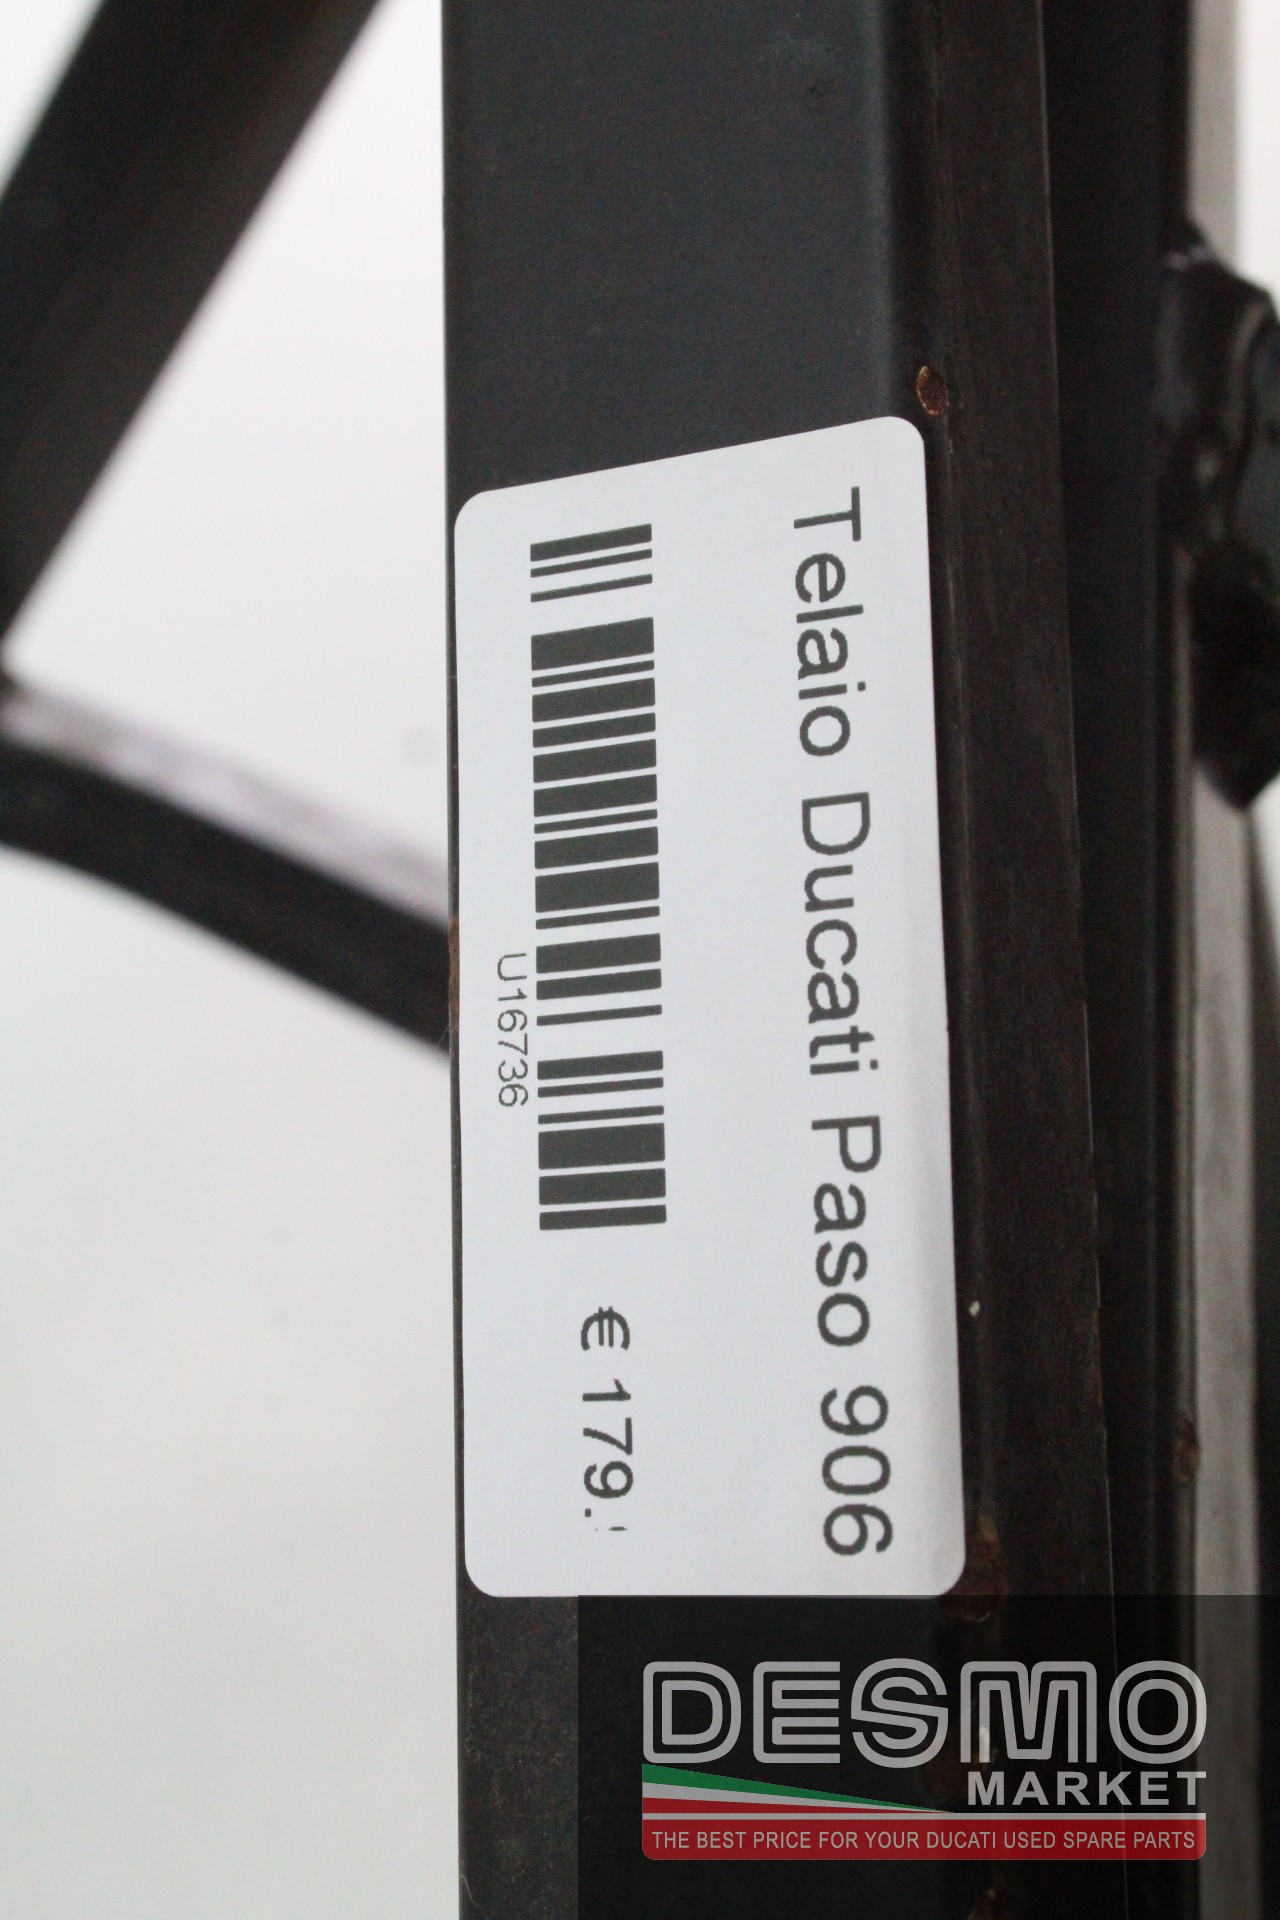 Telaio Ducati Paso 906
€ 179.
U16736
DESMO
MARKET
THE BEST PRICE FOR YOUR DUCATI USED SPARE PARTS